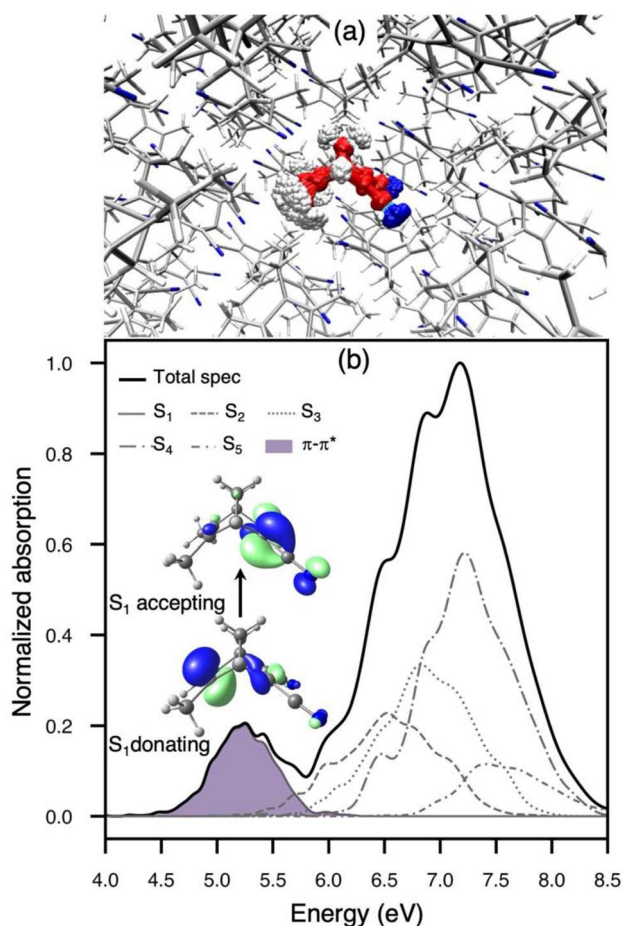 (a)
(b)
1.0
0.8
0.6
0.4
0.2
0.0
Normalized absorption
Total spec
S₁ S₂ S₃
S₄ S₅ π-π*
S₁ accepting
S₁donating
4.0 4.5 5.0 5.5 6.0 6.5 7.0 7.5 8.0 8.5
Energy (eV)